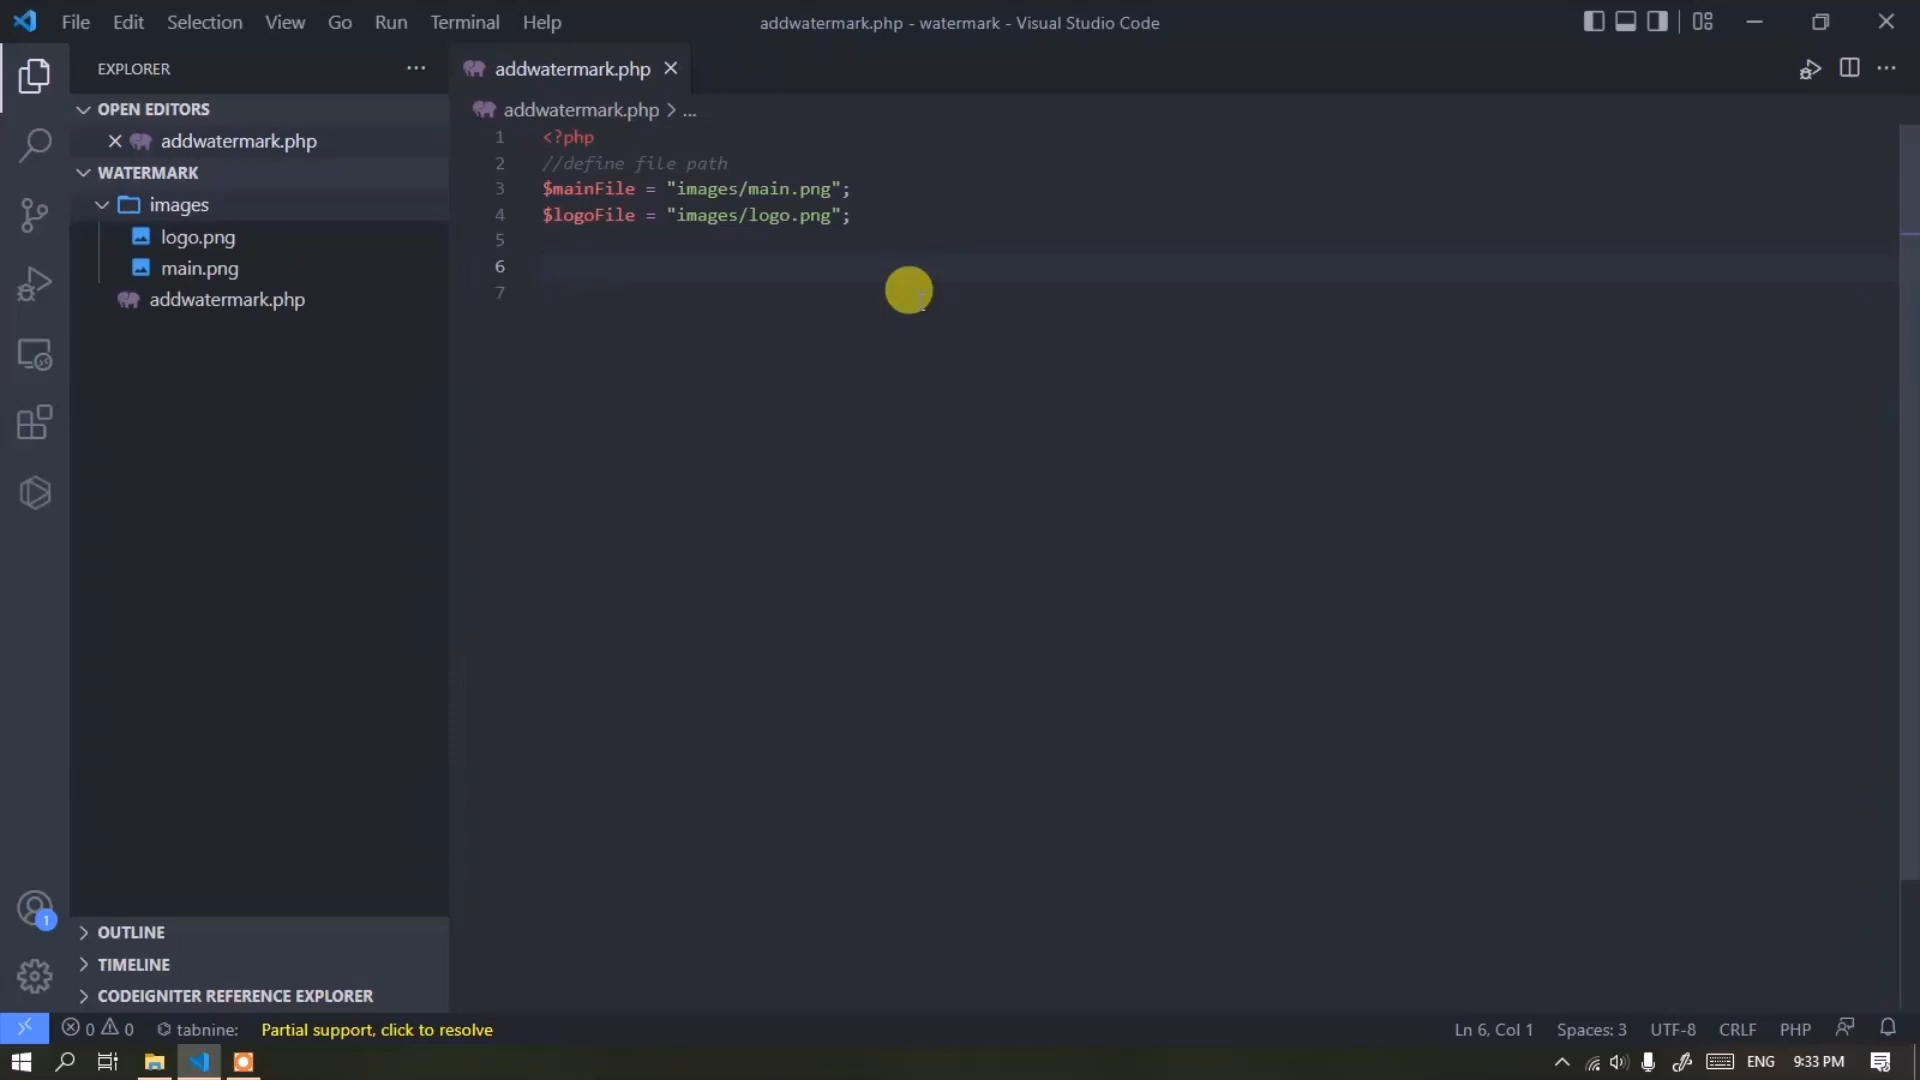 File Edit Selection View Go Run Terminal Help
addwatermark.php - watermark - Visual Studio Code
EXPLORER
OPEN EDITORS
addwatermark.php
WATERMARK
images
logo.png
main.png
addwatermark.php
OUTLINE
TIMELINE
CODEIGNITER REFERENCE EXPLORER
addwatermark.php
addwatermark.php > ...
1 <?php
2 //define file path
3 $mainFile = "images/main.png";
4 $logoFile = "images/logo.png";
5
6
7
1
0 0 tabnine: Partial support, click to resolve
Ln 6, Col 1 Spaces: 3 UTF-8 CRLF PHP
ENG 9:33 PM